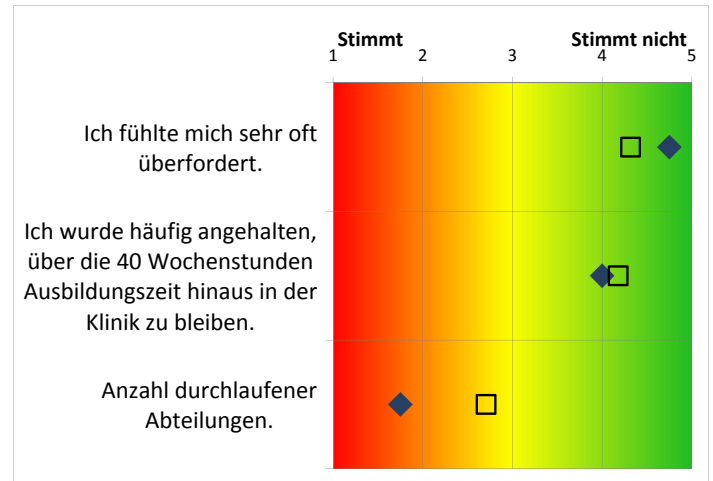 Stimmt Stimmt nicht
1 2 3 4 5
Ich fühlte mich sehr oft
überfordert.
Ich wurde häufig angehalten,
über die 40 Wochenstunden
Ausbildungszeit hinaus in der
Klinik zu bleiben.
Anzahl durchlaufener
Abteilungen.